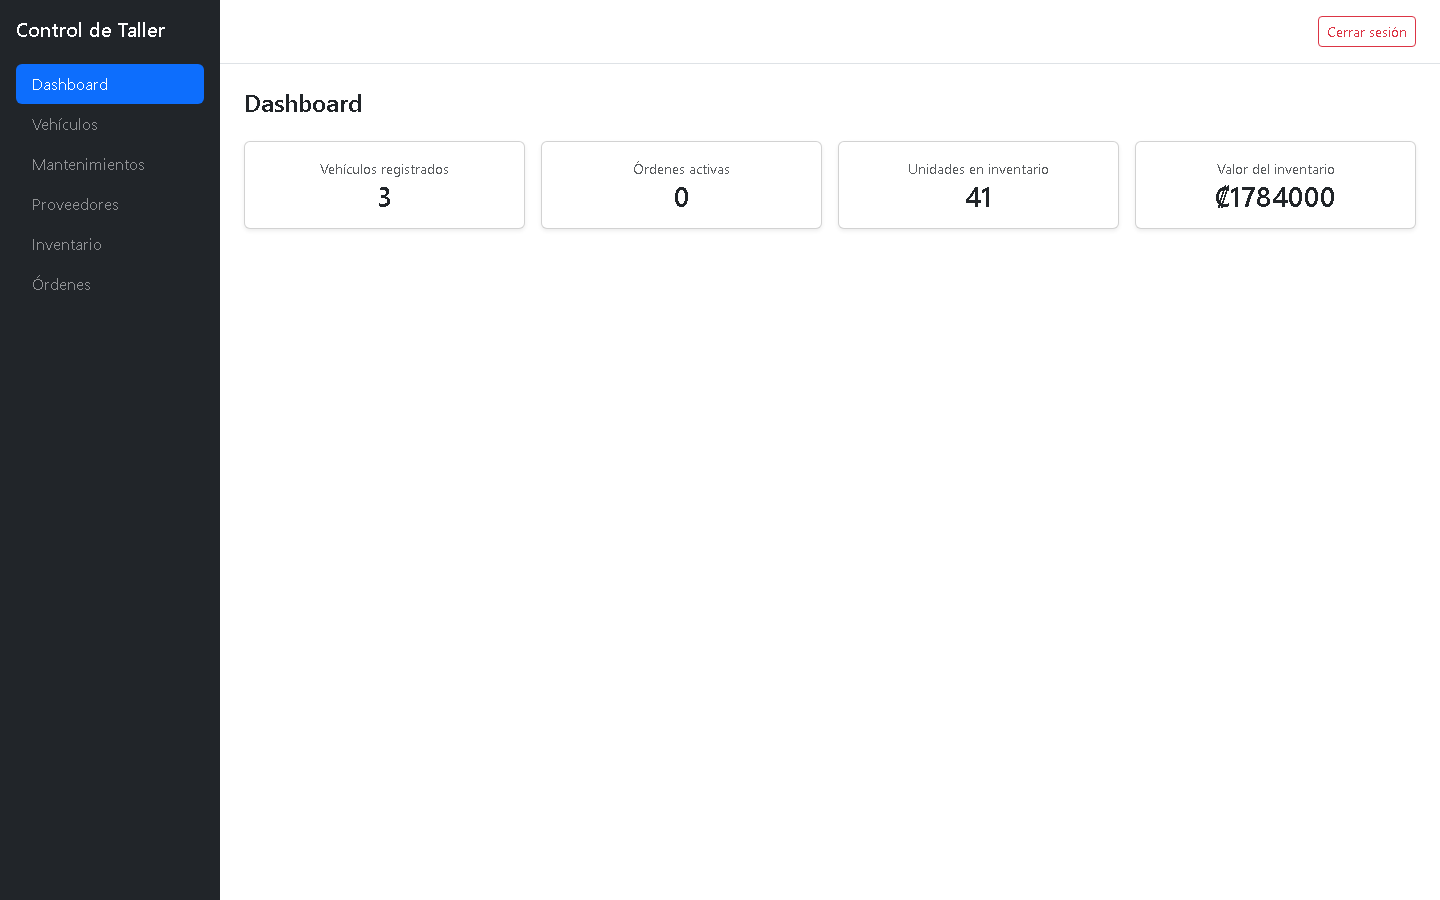 Control de Taller
Cerrar sesión
Dashboard
Vehículos
Mantenimientos
Proveedores
Inventario
Órdenes
Dashboard
Vehículos registrados
3
Órdenes activas
0
Unidades en inventario
41
Valor del inventario
₡1784000